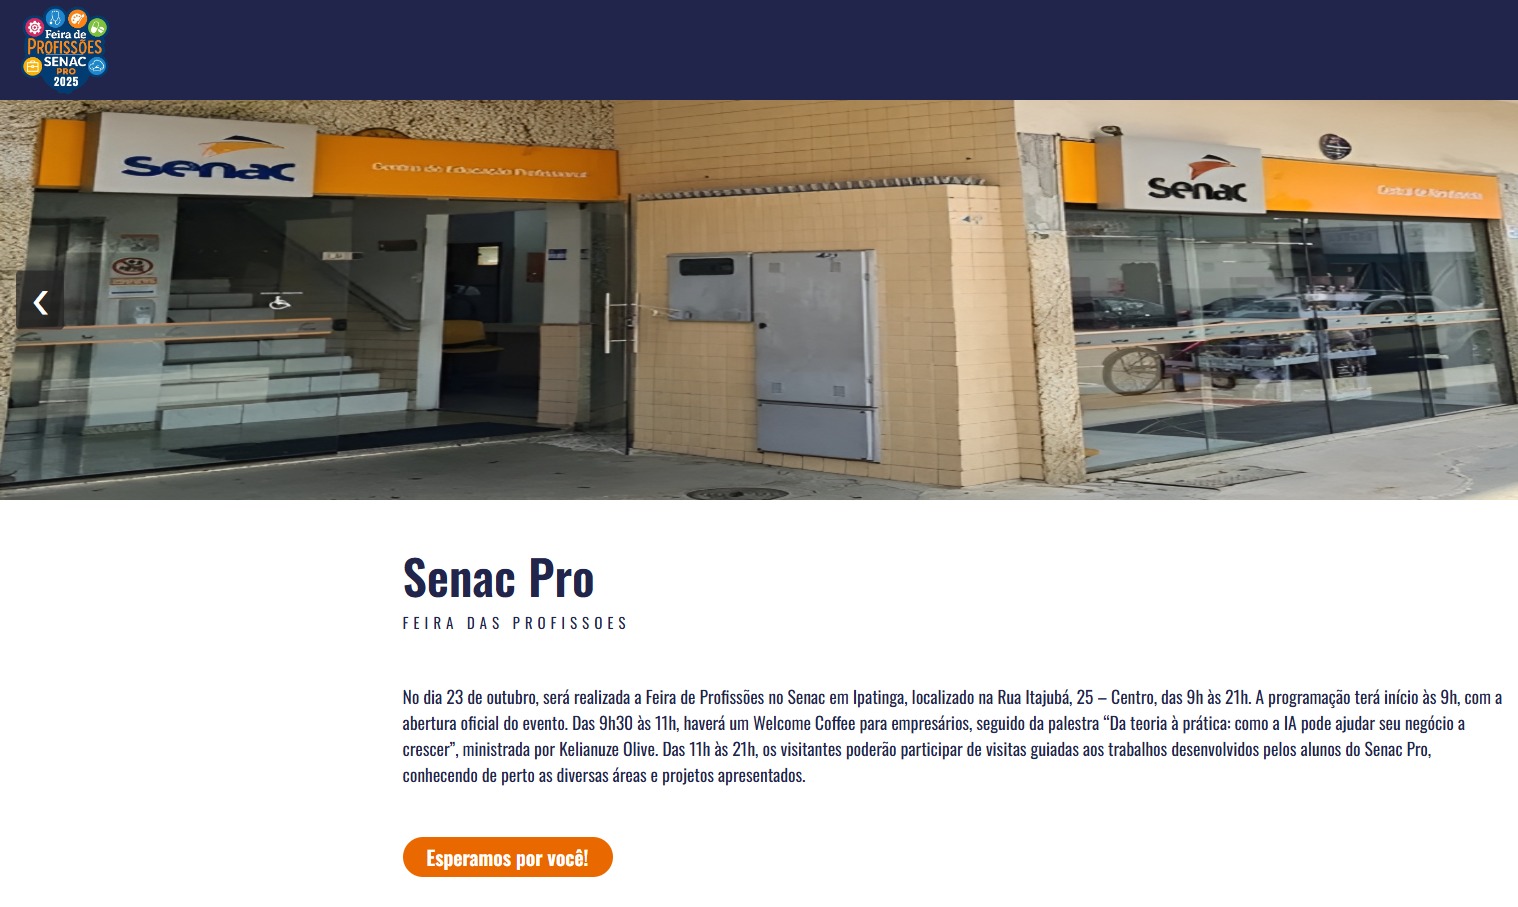 Feira de
PROFISSÕES
SENAC
PRO
2025
Senac
Centro de Educação Profissional
Senac
Central de Atendimento
Senac Pro
FEIRA DAS PROFISSOES
No dia 23 de outubro, será realizada a Feira de Profissões no Senac em Ipatinga, localizado na Rua Itajubá, 25 – Centro, das 9h às 21h. A programação terá início às 9h, com a
abertura oficial do evento. Das 9h30 às 11h, haverá um Welcome Coffee para empresários, seguido da palestra “Da teoria à prática: como a IA pode ajudar seu negócio a
crescer”, ministrada por Kelianuze Olive. Das 11h às 21h, os visitantes poderão participar de visitas guiadas aos trabalhos desenvolvidos pelos alunos do Senac Pro,
conhecendo de perto as diversas áreas e projetos apresentados.
Esperamos por você!